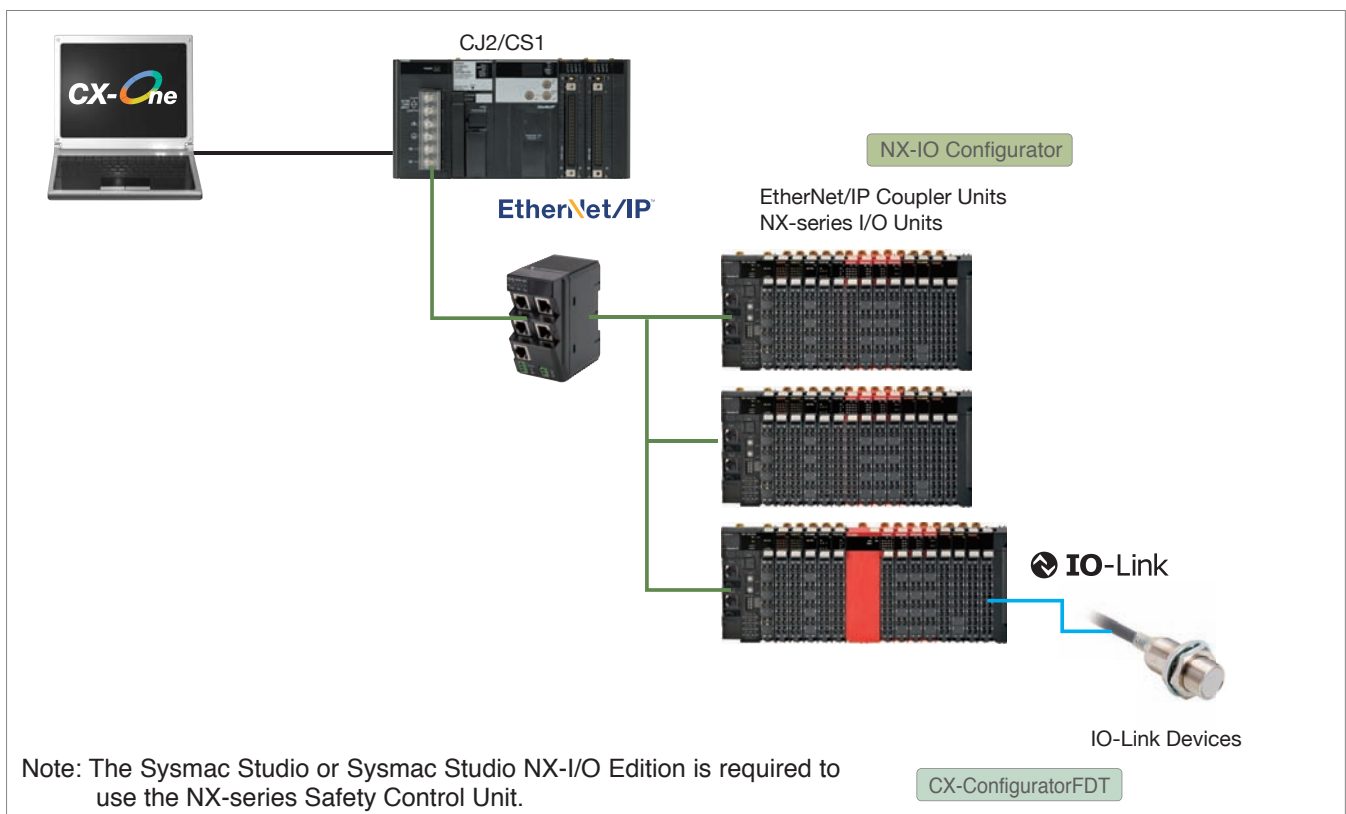 CX-One
CJ2/CS1
NX-IO Configurator
EtherNet/IP™
EtherNet/IP Coupler Units
NX-series I/O Units
IO-Link
IO-Link Devices
Note: The Sysmac Studio or Sysmac Studio NX-I/O Edition is required to
use the NX-series Safety Control Unit.
CX-ConfiguratorFDT